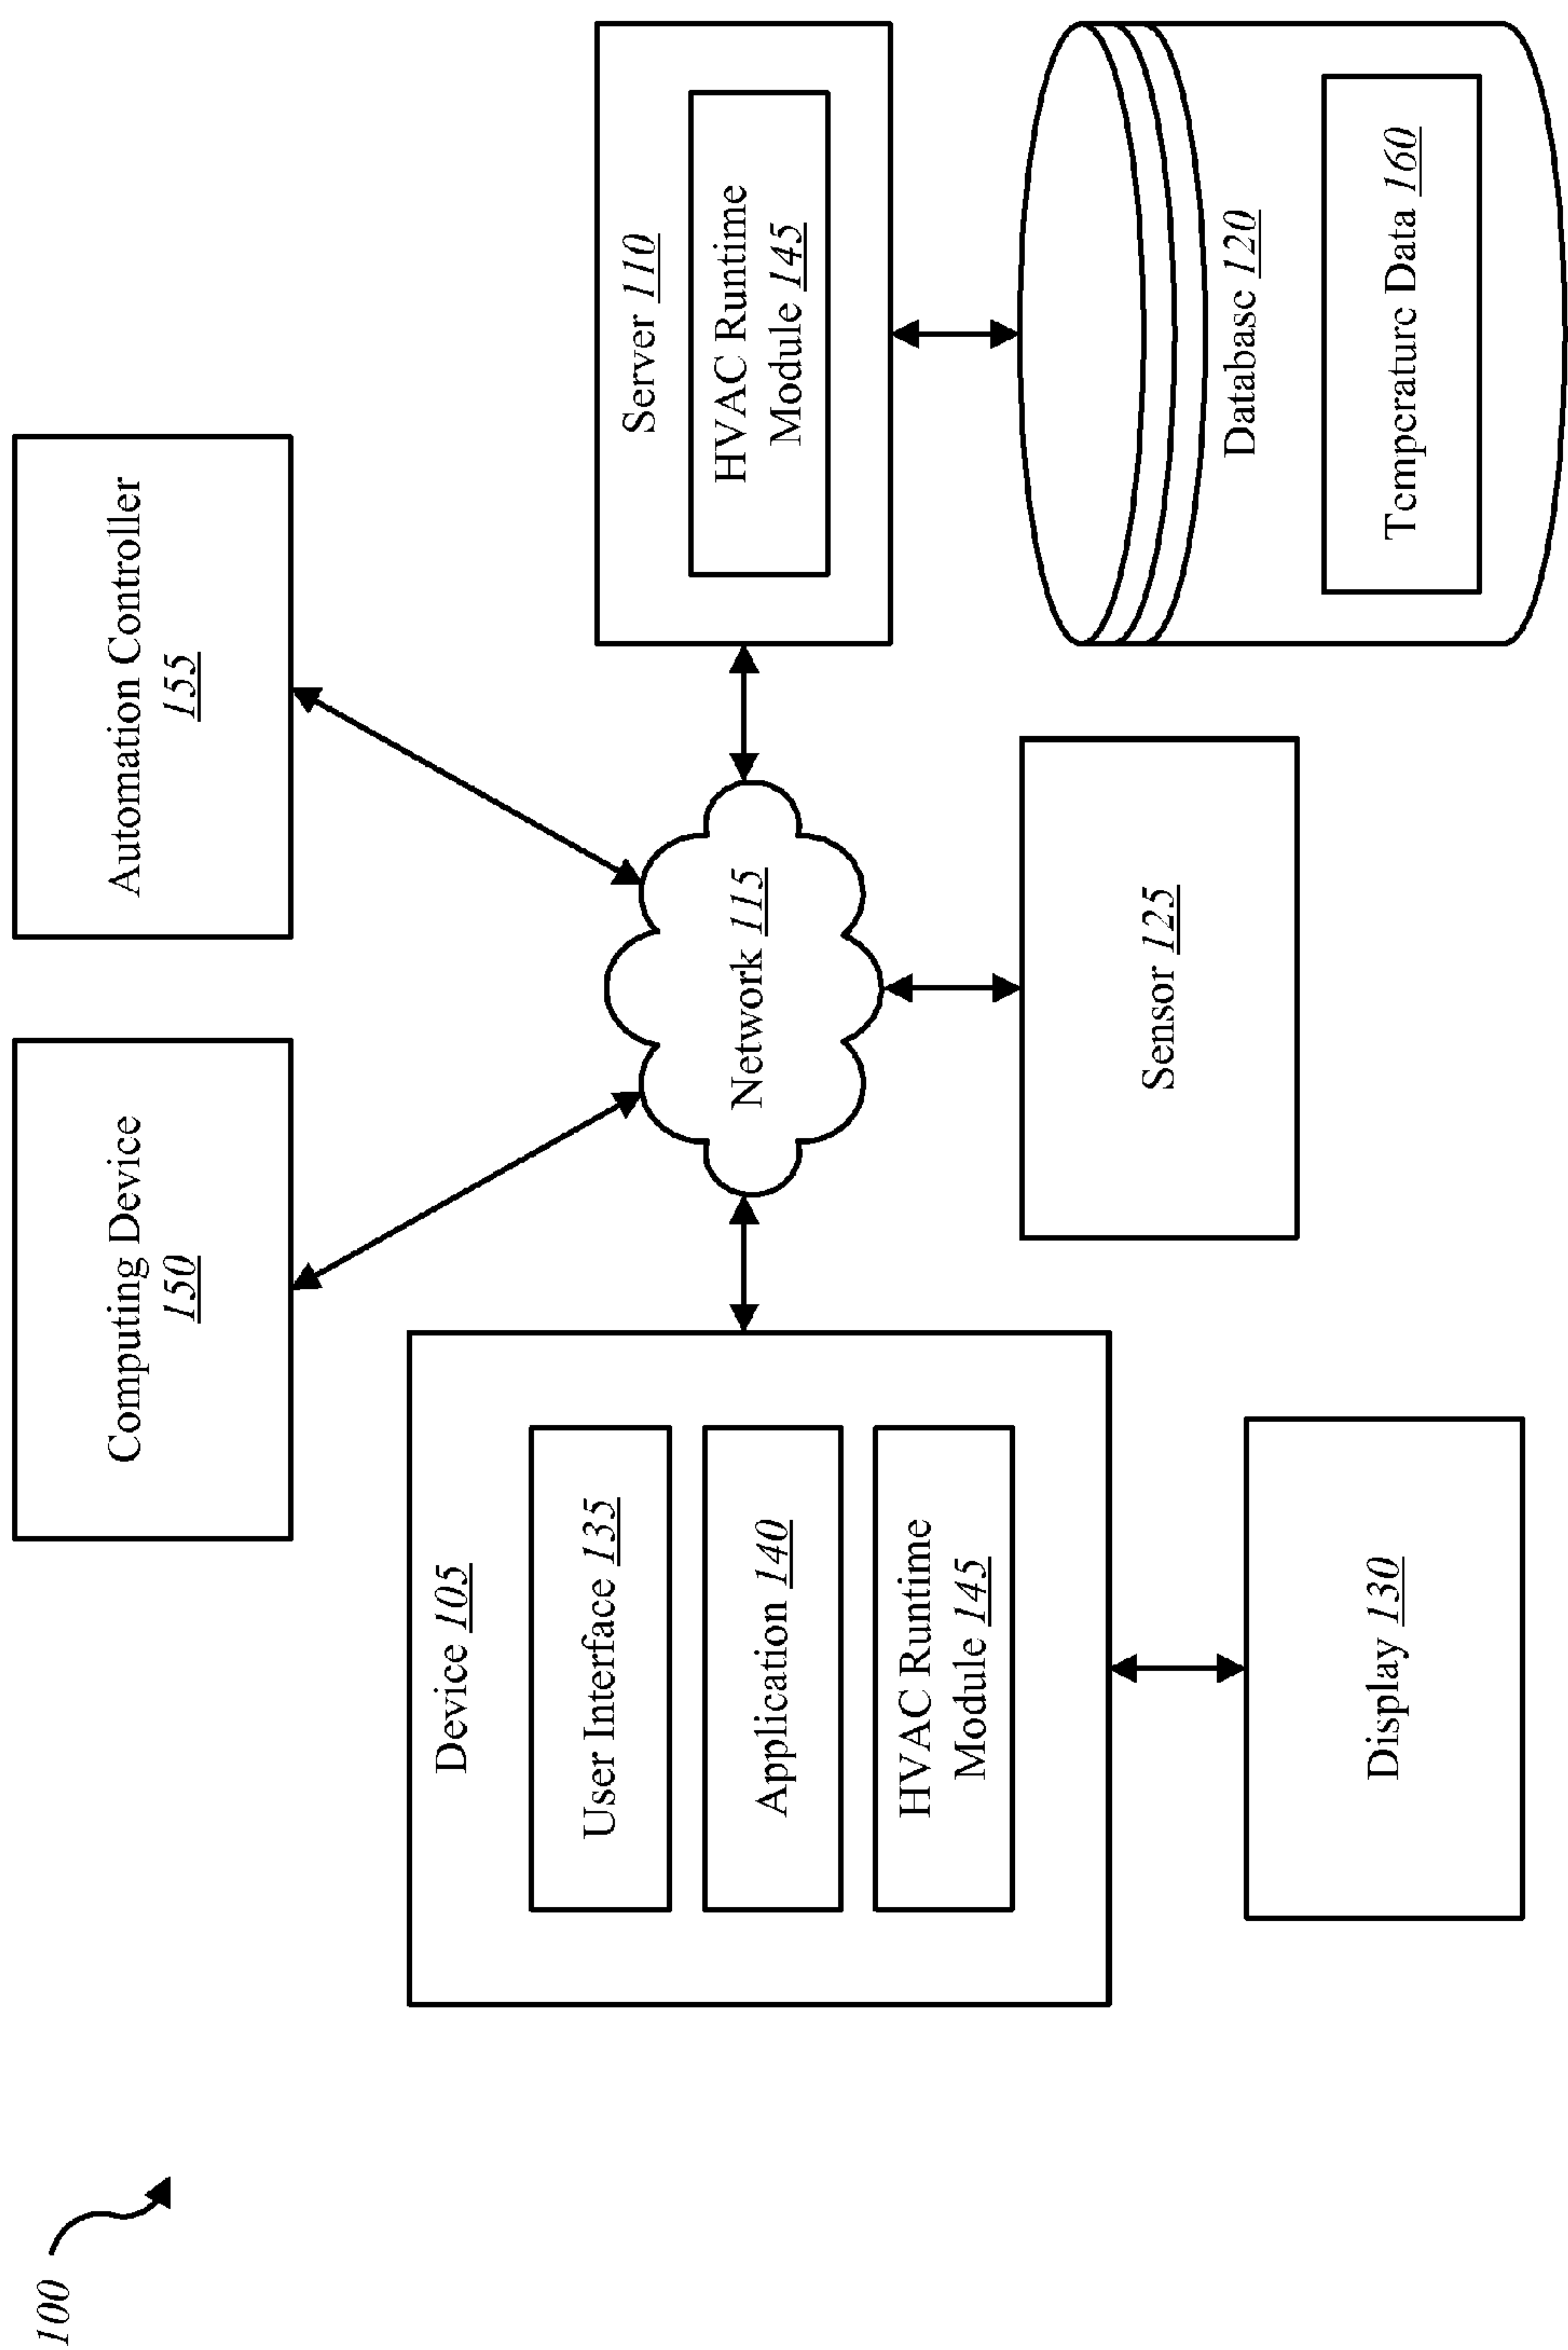 100
Computing Device
150
Automation Controller
155
Device 105
User Interface 135
Application 140
HVAC Runtime
Module 145
Network 115
Server 110
HVAC Runtime
Module 145
Display 130
Sensor 125
Database 120
Temperature Data 160